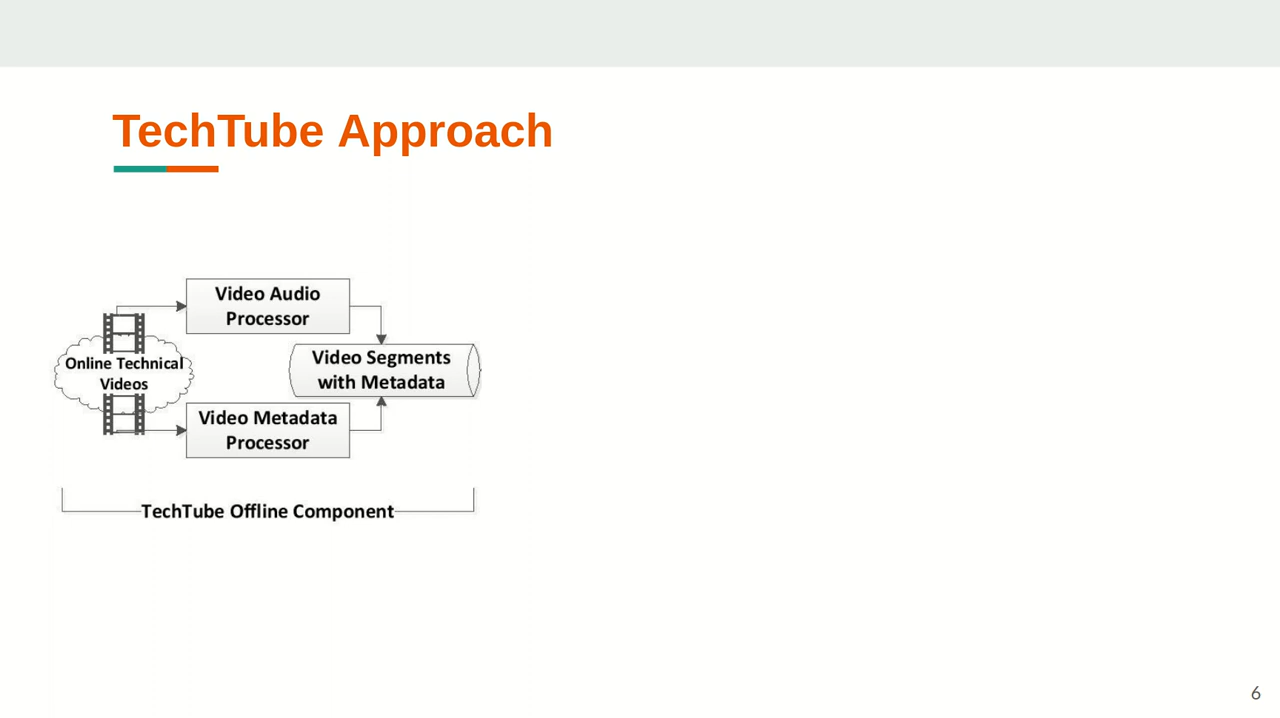 TechTube Approach
Video Audio
Processor
Online Technical
Videos
Video Segments
with Metadata
Video Metadata
Processor
TechTube Offline Component
6